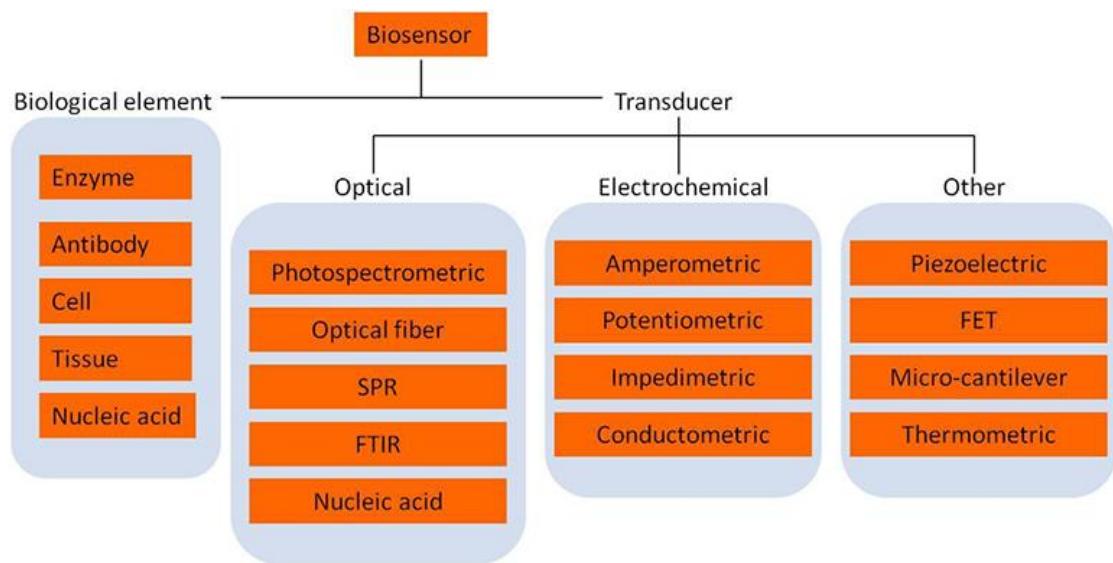 Biosensor
Biological element
Transducer
Enzyme
Antibody
Cell
Tissue
Nucleic acid
Optical
Photospectrometric
Optical fiber
SPR
FTIR
Nucleic acid
Electrochemical
Amperometric
Potentiometric
Impedimetric
Conductometric
Other
Piezoelectric
FET
Micro-cantilever
Thermometric